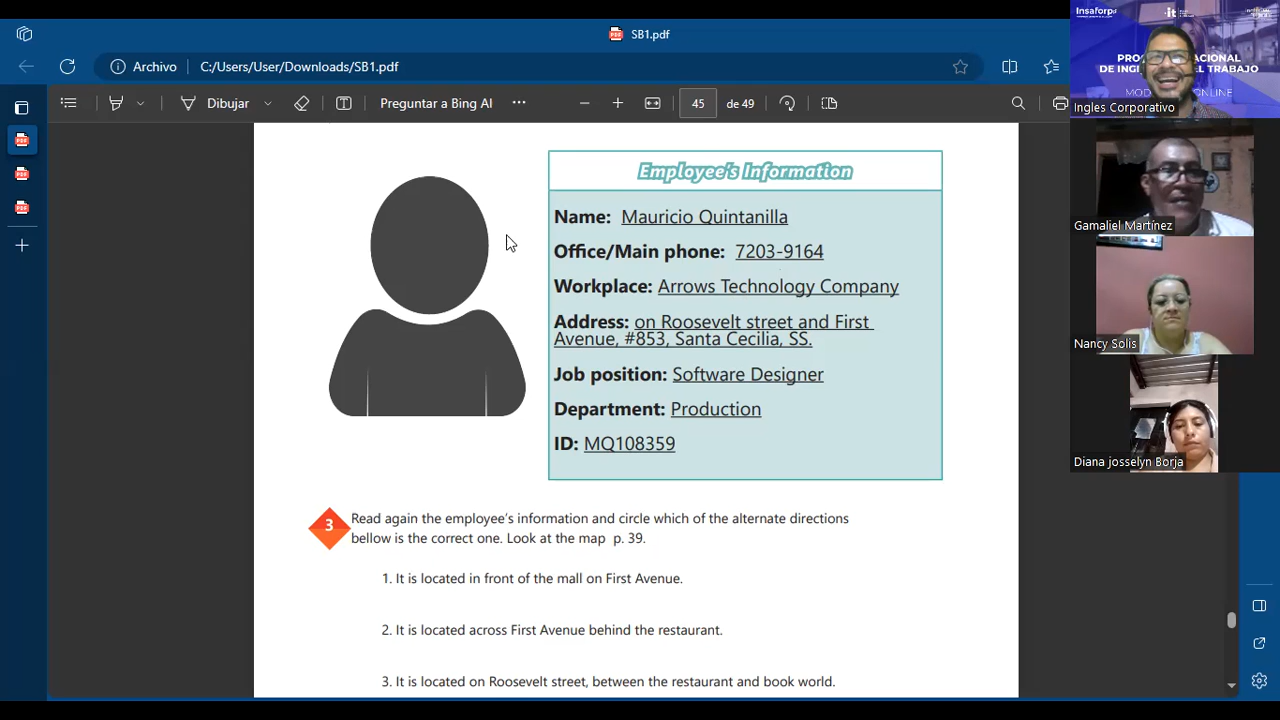 SB1.pdf
Archivo
C:/Users/User/Downloads/SB1.pdf
Dibujar
Preguntar a Bing AI
45
de 49
Employee's Information
Name: Mauricio Quintanilla
Office/Main phone: 7203-9164
Workplace: Arrows Technology Company
Address: on Roosevelt street and First
Avenue, #853, Santa Cecilia, SS.
Job position: Software Designer
Department: Production
ID: MQ108359
3
Read again the employee's information and circle which of the alternate directions
bellow is the correct one. Look at the map p. 39.
1. It is located in front of the mall on First Avenue.
2. It is located across First Avenue behind the restaurant.
3. It is located on Roosevelt street, between the restaurant and book world.
Insaforp
.it
Ingles Corporativo
Gamaliel Martínez
Nancy Solis
Diana josselyn Borja